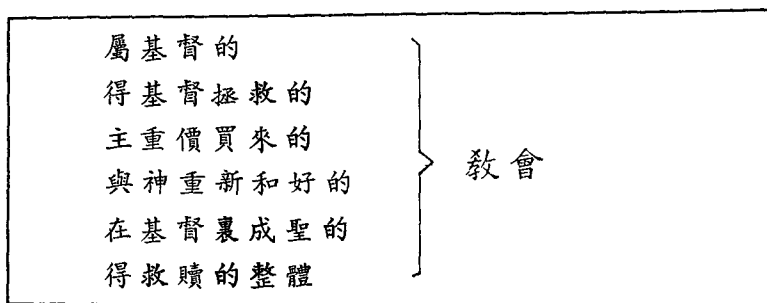 屬基督的
得基督拯救的
主重價買來的
與神重新和好的
在基督裏成聖的
得救贖的整體
教會